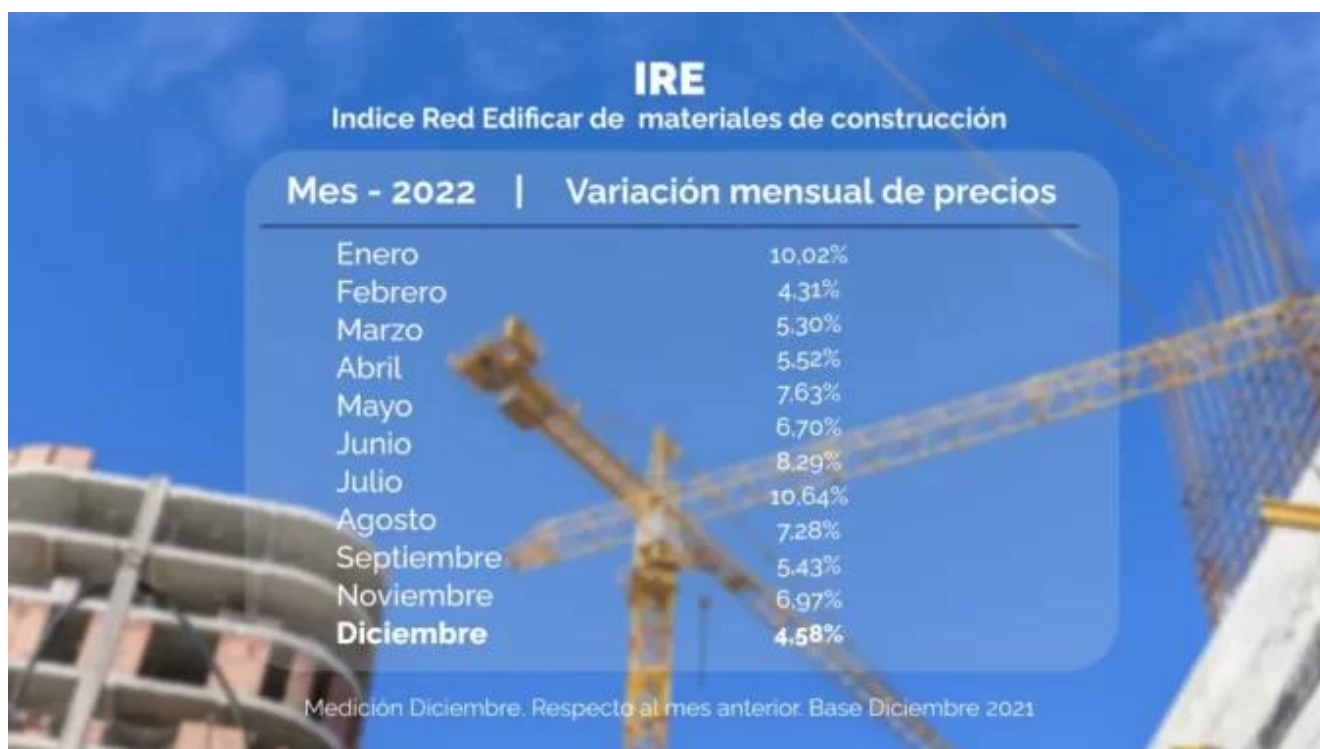 IRE
Indice Red Edificar de materiales de construcción
Mes - 2022 | Variación mensual de precios
Enero 10,02%
Febrero 4,31%
Marzo 5,30%
Abril 5,52%
Mayo 7,63%
Junio 6,70%
Julio 8,29%
Agosto 10,64%
Septiembre 7,28%
Noviembre 5,43%
Diciembre 6,97%
4,58%
Medición Diciembre. Respecto al mes anterior. Base Diciembre 2021